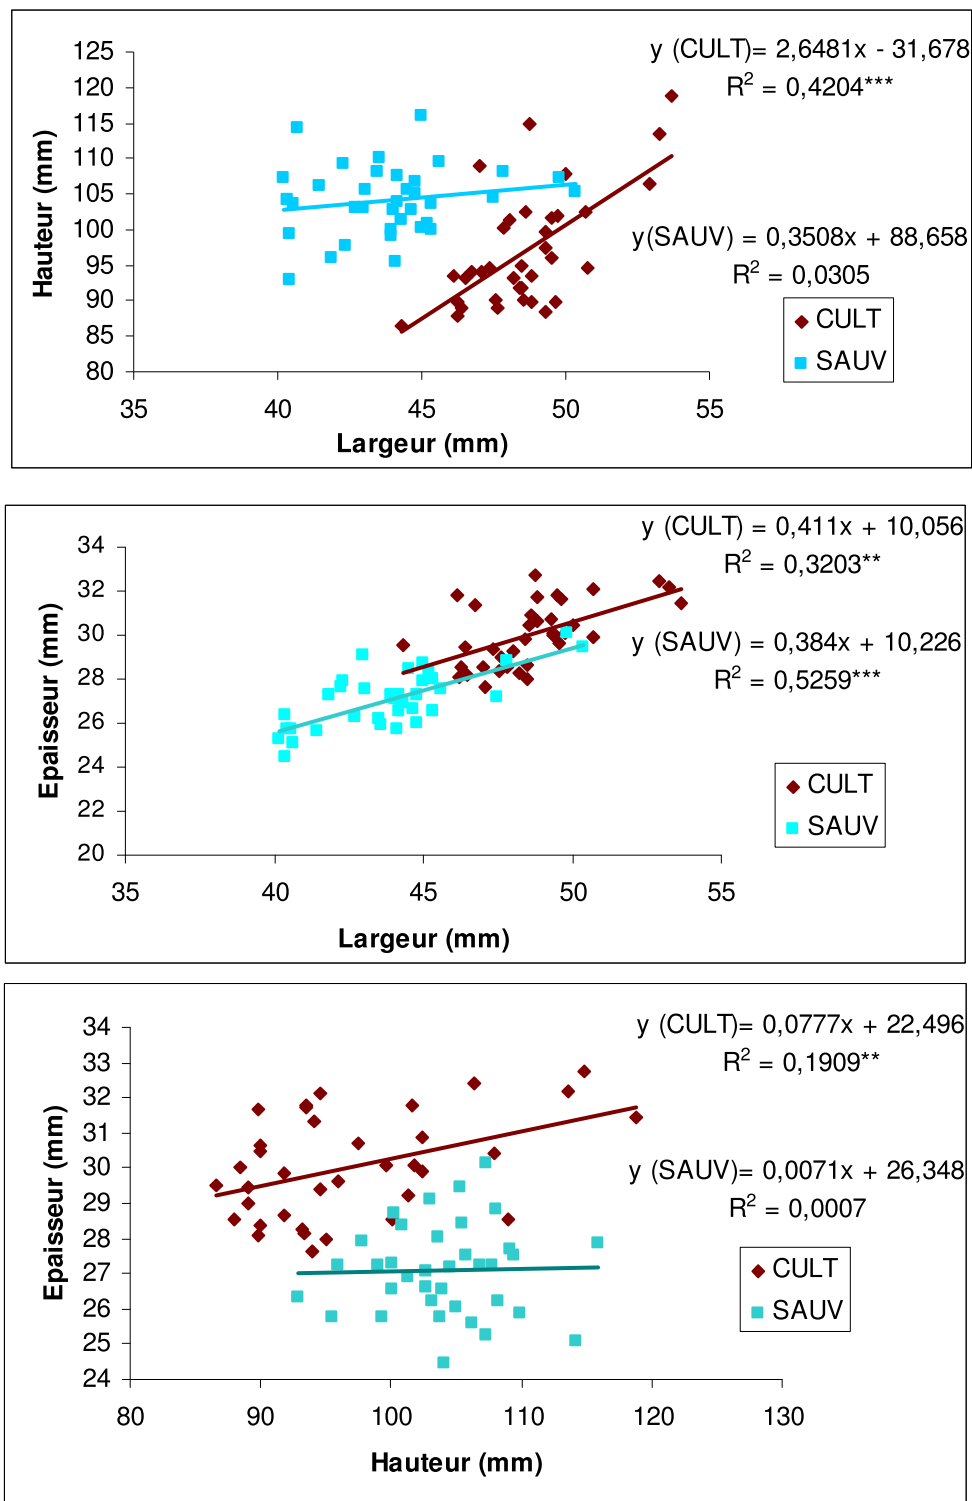 y (CULT)= 2,6481x - 31,678
R² = 0,4204***
125
120
115
110
105
100
95
90
85
80
Hauteur (mm)
y(SAUV) = 0,3508x + 88,658
R² = 0,0305
CULT
SAUV
35 40 45 50 55
Largeur (mm)
y (CULT) = 0,411x + 10,056
R² = 0,3203**
34
32
30
28
26
24
22
20
Epaisseur (mm)
y (SAUV) = 0,384x + 10,226
R² = 0,5259***
CULT
SAUV
35 40 45 50 55
Largeur (mm)
y (CULT)= 0,0777x + 22,496
R² = 0,1909**
34
33
32
31
30
29
28
27
26
25
24
Epaisseur (mm)
y (SAUV)= 0,0071x + 26,348
R² = 0,0007
CULT
SAUV
80 90 100 110 120 130
Hauteur (mm)